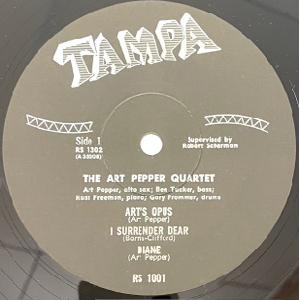 TAMPA
Side 1
RS 1302
Supervised by
Robert Scherman
THE ART PEPPER QUARTET
Art Pepper, alto sax; Ben Tucker, bass;
Russ Freeman, piano; Gary Frommer, drums
ART'S OPUS
(Art Pepper)
I SURRENDER DEAR
(Barris-Clifford)
DIANE
(Art Pepper)
RS 1001